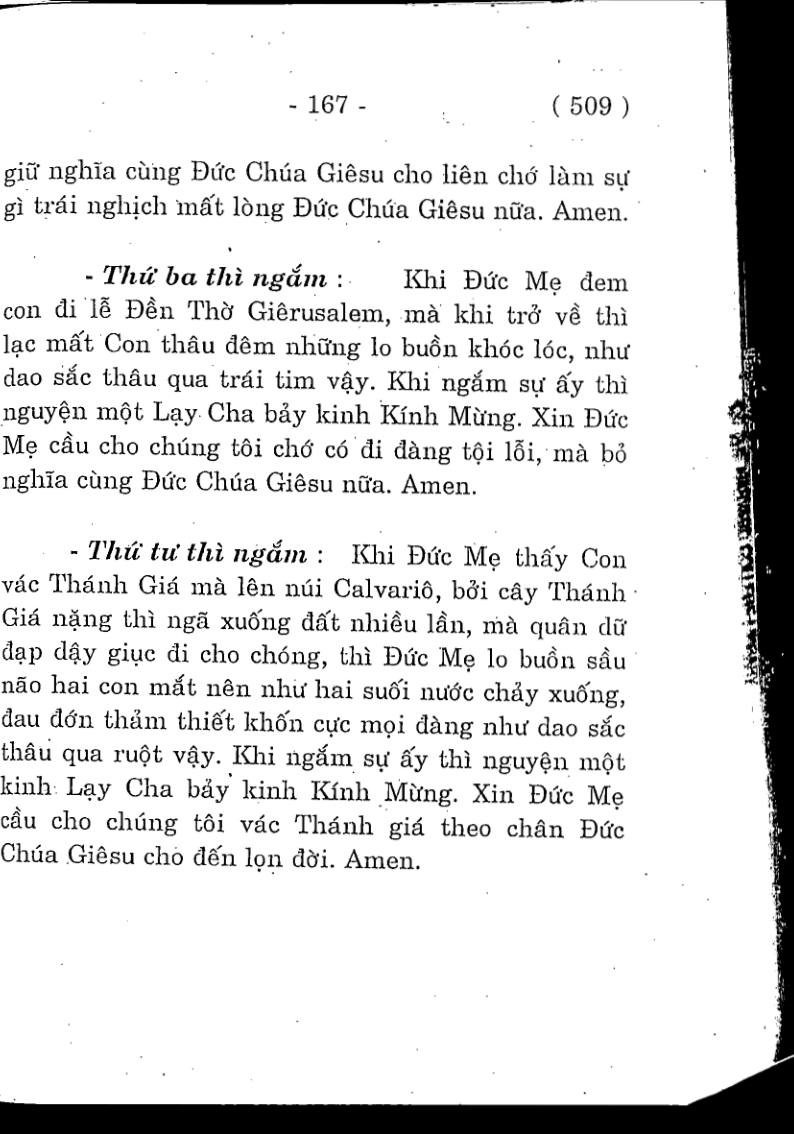 - 167 - ( 509 )
giữ nghĩa cùng Đức Chúa Giêsu cho liên chớ làm sự
gì trái nghịch mất lòng Đức Chúa Giêsu nữa. Amen.
- Thứ ba thì ngắm : Khi Đức Mẹ đem
con đi lễ Đền Thờ Giêrusalem, mà khi trở về thì
lạc mất Con thâu đêm những lo buồn khóc lóc, như
dao sắc thâu qua trái tim vậy. Khi ngắm sự ấy thì
nguyện một Lạy Cha bảy kinh Kính Mừng. Xin Đức
Mẹ cầu cho chúng tôi chớ có đi đàng tội lỗi, mà bỏ
nghĩa cùng Đức Chúa Giêsu nữa. Amen.
- Thứ tư thì ngắm : Khi Đức Mẹ thấy Con
vác Thánh Giá mà lên núi Calvariô, bởi cây Thánh
Giá nặng thì ngã xuống đất nhiều lần, mà quân dữ
đạp dậy giục đi cho chóng, thì Đức Mẹ lo buồn sầu
não hai con mắt nên như hai suối nước chảy xuống,
đau đớn thảm thiết khốn cực mọi đàng như dao sắc
thâu qua ruột vậy. Khi ngắm sự ấy thì nguyện một
kinh Lạy Cha bảy kinh Kính Mừng. Xin Đức Mẹ
cầu cho chúng tôi vác Thánh giá theo chân Đức
Chúa Giêsu cho đến lọn đời. Amen.